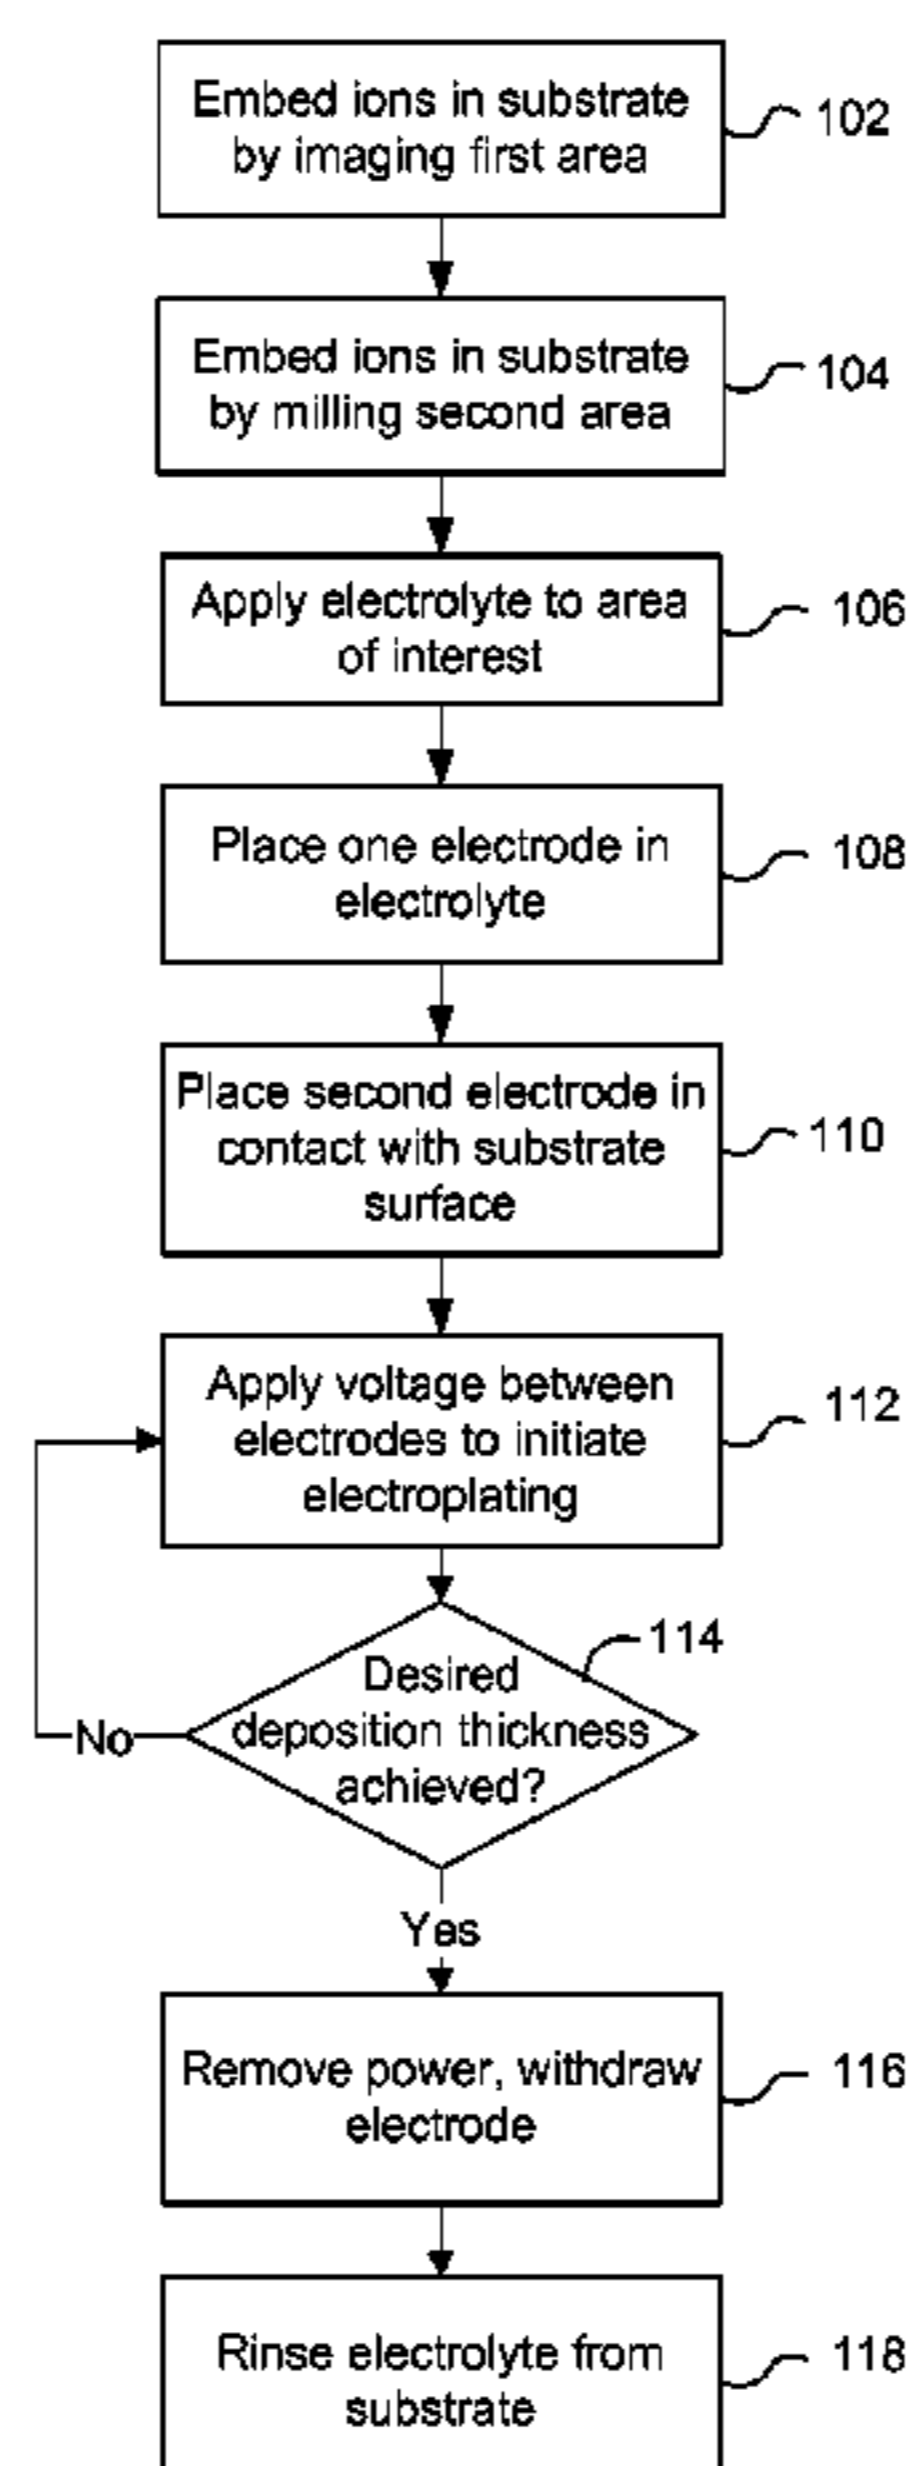 Embed ions in substrate
by imaging first area
102
Embed ions in substrate
by milling second area
104
Apply electrolyte to area
of interest
106
Place one electrode in
electrolyte
108
Place second electrode in
contact with substrate
surface
110
Apply voltage between
electrodes to initiate
electroplating
112
114
Desired
deposition thickness
achieved?
No
Yes
Remove power, withdraw
electrode
116
Rinse electrolyte from
substrate
118